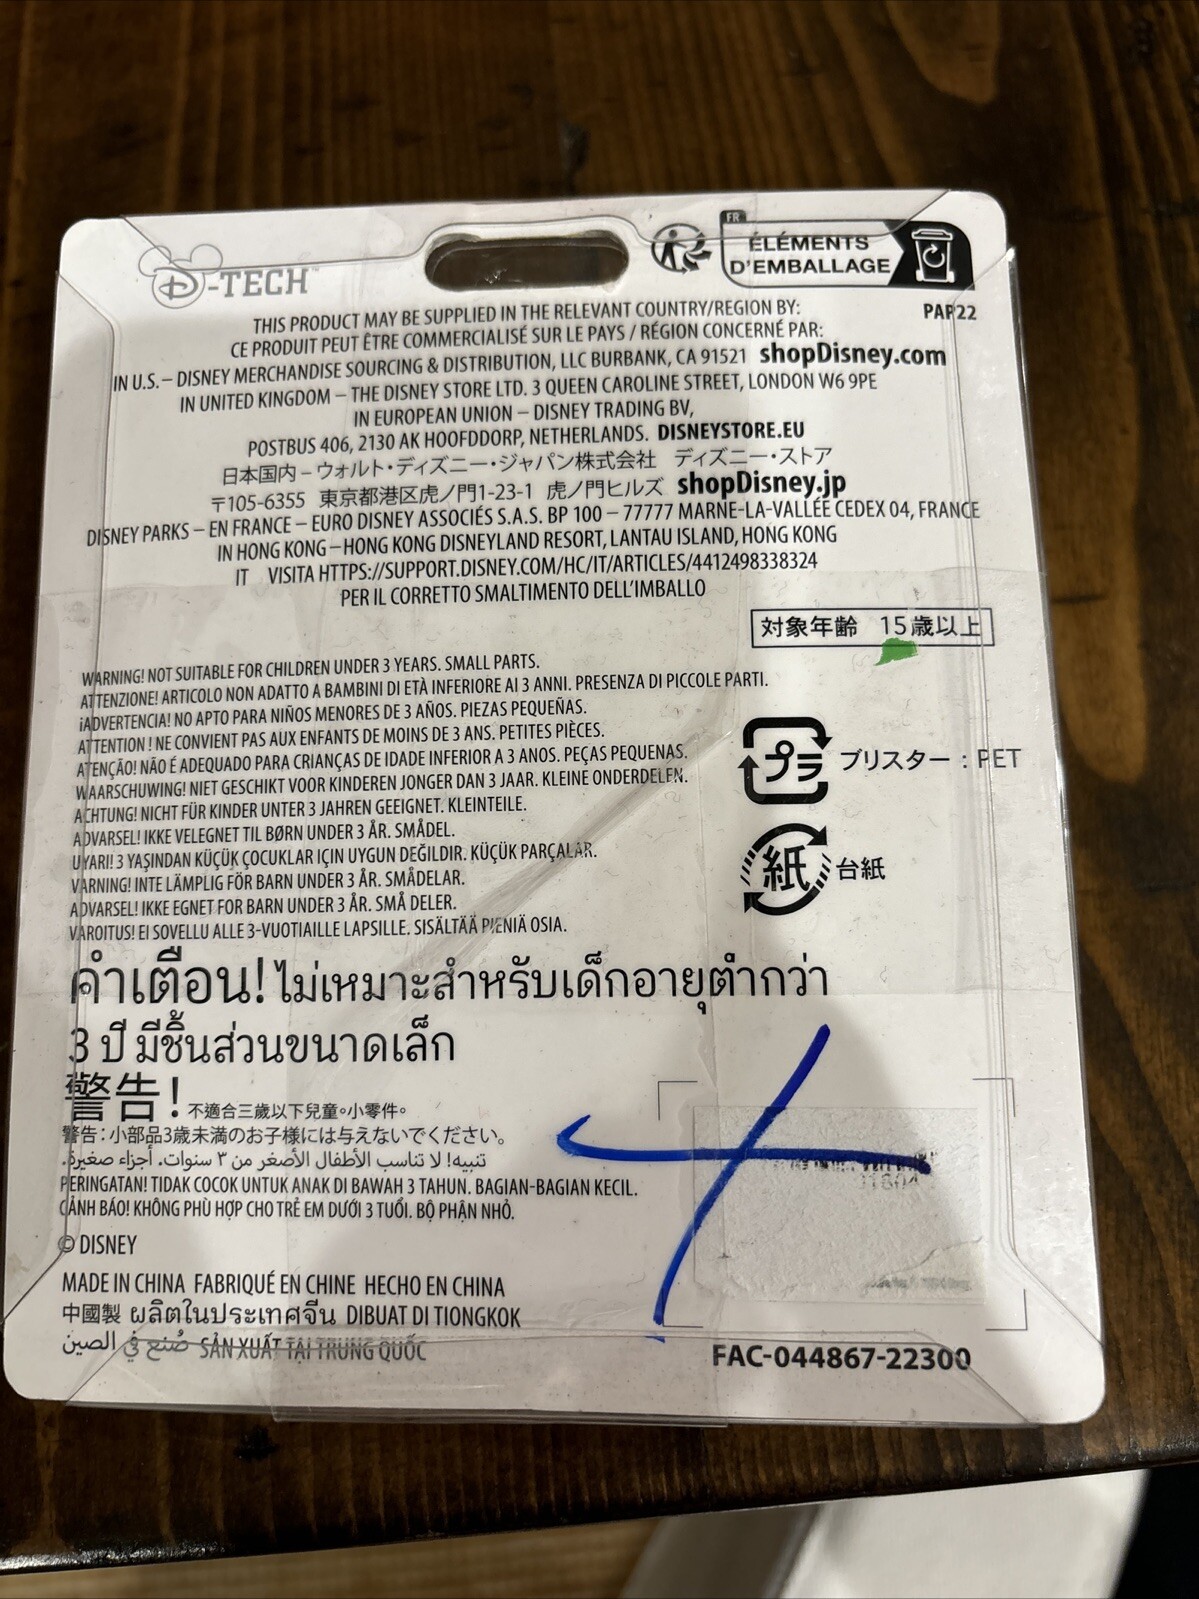 D-TECH™
FR
ÉLÉMENTS
D'EMBALLAGE
PAP22
THIS PRODUCT MAY BE SUPPLIED IN THE RELEVANT COUNTRY/REGION BY:
CE PRODUIT PEUT ÊTRE COMMERCIALISÉ SUR LE PAYS / RÉGION CONCERNÉ PAR:
IN U.S. – DISNEY MERCHANDISE SOURCING & DISTRIBUTION, LLC BURBANK, CA 91521 shopDisney.com
IN UNITED KINGDOM – THE DISNEY STORE LTD. 3 QUEEN CAROLINE STREET, LONDON W6 9PE
IN EUROPEAN UNION – DISNEY TRADING BV,
POSTBUS 406, 2130 AK HOOFDDORP, NETHERLANDS. DISNEYSTORE.EU
日本国内 – ウォルト・ディズニー・ジャパン株式会社 ディズニー・ストア
〒105-6355 東京都港区虎ノ門1-23-1 虎ノ門ヒルズ shopDisney.jp
DISNEY PARKS – EN FRANCE – EURO DISNEY ASSOCIÉS S.A.S. BP 100 – 77777 MARNE-LA-VALLÉE CEDEX 04, FRANCE
IN HONG KONG – HONG KONG DISNEYLAND RESORT, LANTAU ISLAND, HONG KONG
IT VISITA HTTPS://SUPPORT.DISNEY.COM/HC/IT/ARTICLES/4412498338324
PER IL CORRETTO SMALTIMENTO DELL'IMBALLO
対象年齢 15歳以上
WARNING! NOT SUITABLE FOR CHILDREN UNDER 3 YEARS. SMALL PARTS.
ATTENZIONE! ARTICOLO NON ADATTO A BAMBINI DI ETÀ INFERIORE AI 3 ANNI. PRESENZA DI PICCOLE PARTI.
¡ADVERTENCIA! NO APTO PARA NIÑOS MENORES DE 3 AÑOS. PIEZAS PEQUEÑAS.
ATTENTION ! NE CONVIENT PAS AUX ENFANTS DE MOINS DE 3 ANS. PETITES PIÈCES.
ATENÇÃO! NÃO É ADEQUADO PARA CRIANÇAS DE IDADE INFERIOR A 3 ANOS. PEÇAS PEQUENAS.
WAARSCHUWING! NIET GESCHIKT VOOR KINDEREN JONGER DAN 3 JAAR. KLEINE ONDERDELEN.
ACHTUNG! NICHT FÜR KINDER UNTER 3 JAHREN GEEIGNET. KLEINTEILE.
ADVARSEL! IKKE VELEGNET TIL BØRN UNDER 3 ÅR. SMÅDEL.
UYARI! 3 YAŞINDAN KÜÇÜK ÇOCUKLAR IÇIN UYGUN DEĞILDIR. KÜÇÜK PARÇALAR.
VARNING! INTE LÄMPLIG FÖR BARN UNDER 3 ÅR. SMÅDELAR.
ADVARSEL! IKKE EGNET FOR BARN UNDER 3 ÅR. SMÅ DELER.
VAROITUS! EI SOVELLU ALLE 3-VUOTIAILLE LAPSILLE. SISÄLTÄÄ PIENIÄ OSIA.
プラ ブリスター : PET
紙 台紙
คำเตือน! ไม่เหมาะสำหรับเด็กอายุต่ำกว่า
3 ปี มีชิ้นส่วนขนาดเล็ก
警告! 不適合三歲以下兒童。小零件。
警告:小部品3歳未満のお子様には与えないでください。
تنبيه! لا تناسب الأطفال الأصغر من ٣ سنوات. أجزاء صغيرة.
PERINGATAN! TIDAK COCOK UNTUK ANAK DI BAWAH 3 TAHUN. BAGIAN-BAGIAN KECIL.
CẢNH BÁO! KHÔNG PHÙ HỢP CHO TRẺ EM DƯỚI 3 TUỔI. BỘ PHẬN NHỎ.
© DISNEY
MADE IN CHINA FABRIQUÉ EN CHINE HECHO EN CHINA
中國製 ผลิตในประเทศจีน DIBUAT DI TIONGKOK
صُنع في الصين SẢN XUẤT TẠI TRUNG QUỐC
FAC-044867-22300